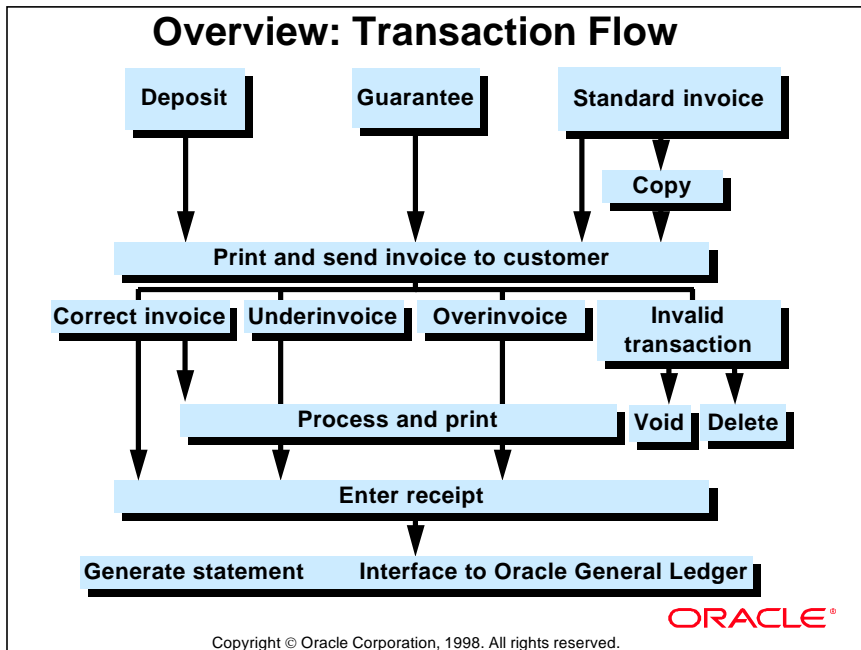 Overview: Transaction Flow
Deposit
Guarantee
Standard invoice
Copy
Print and send invoice to customer
Correct invoice
Underinvoice
Overinvoice
Invalid
transaction
Process and print
Void
Delete
Enter receipt
Generate statement
Interface to Oracle General Ledger
ORACLE®
Copyright © Oracle Corporation, 1998. All rights reserved.